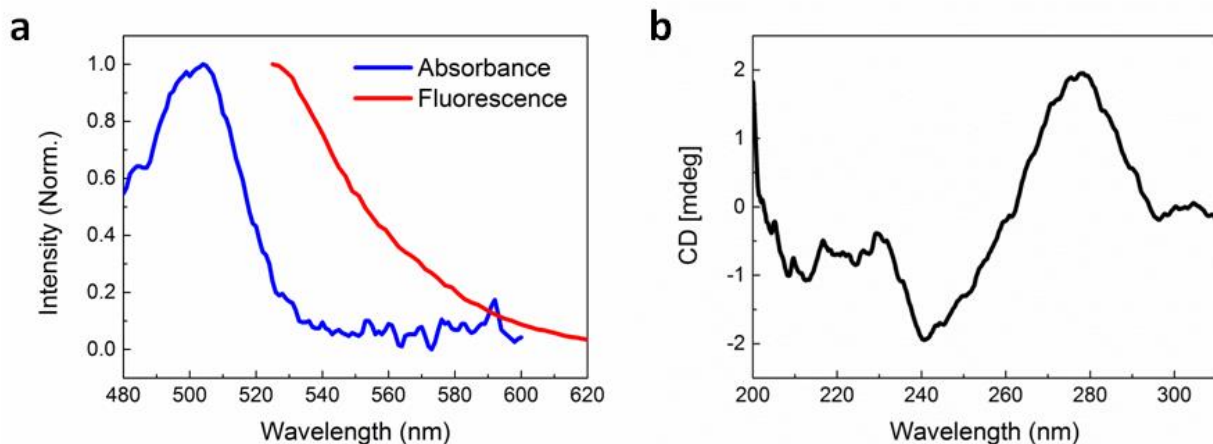 a
Absorbance
Fluorescence
Intensity (Norm.)
1.0
0.8
0.6
0.4
0.2
0.0
480 500 520 540 560 580 600 620
Wavelength (nm)
b
CD [mdeg]
2
1
0
-1
-2
200 220 240 260 280 300
Wavelength (nm)